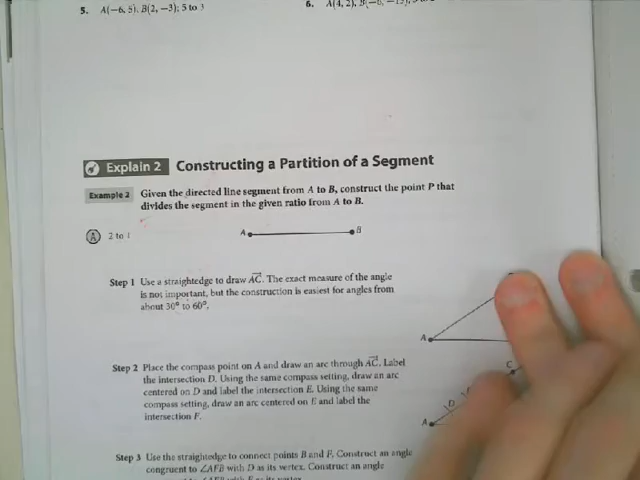 5. A(−6, 5), B(2, −3); 5 to 3
6. A(4, 2), B(−6, −13);
Explain 2 Constructing a Partition of a Segment
Example 2 Given the directed line segment from A to B, construct the point P that
divides the segment in the given ratio from A to B.
A 2 to 1
A B
Step 1 Use a straightedge to draw AC. The exact measure of the angle
is not important, but the construction is easiest for angles from
about 30° to 60°.
A
Step 2 Place the compass point on A and draw an arc through AC. Label
the intersection D. Using the same compass setting, draw an arc
centered on D and label the intersection E. Using the same
compass setting, draw an arc centered on E and label the
intersection F.
C
D
A
Step 3 Use the straightedge to connect points B and F. Construct an angle
congruent to ∠AFB with D as its vertex. Construct an angle